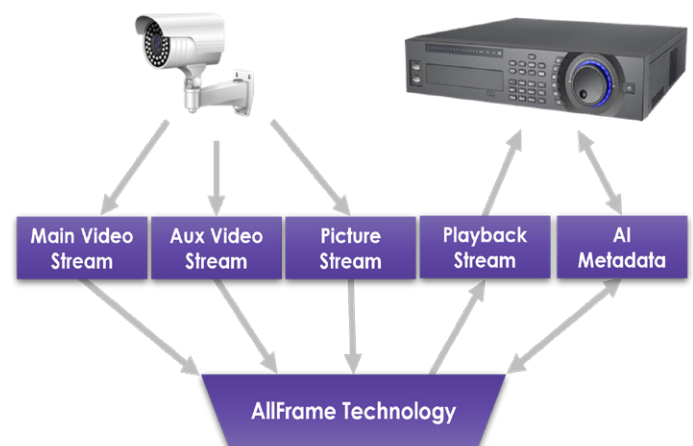 Main Video
Stream
Aux Video
Stream
Picture
Stream
Playback
Stream
AI
Metadata
AllFrame Technology